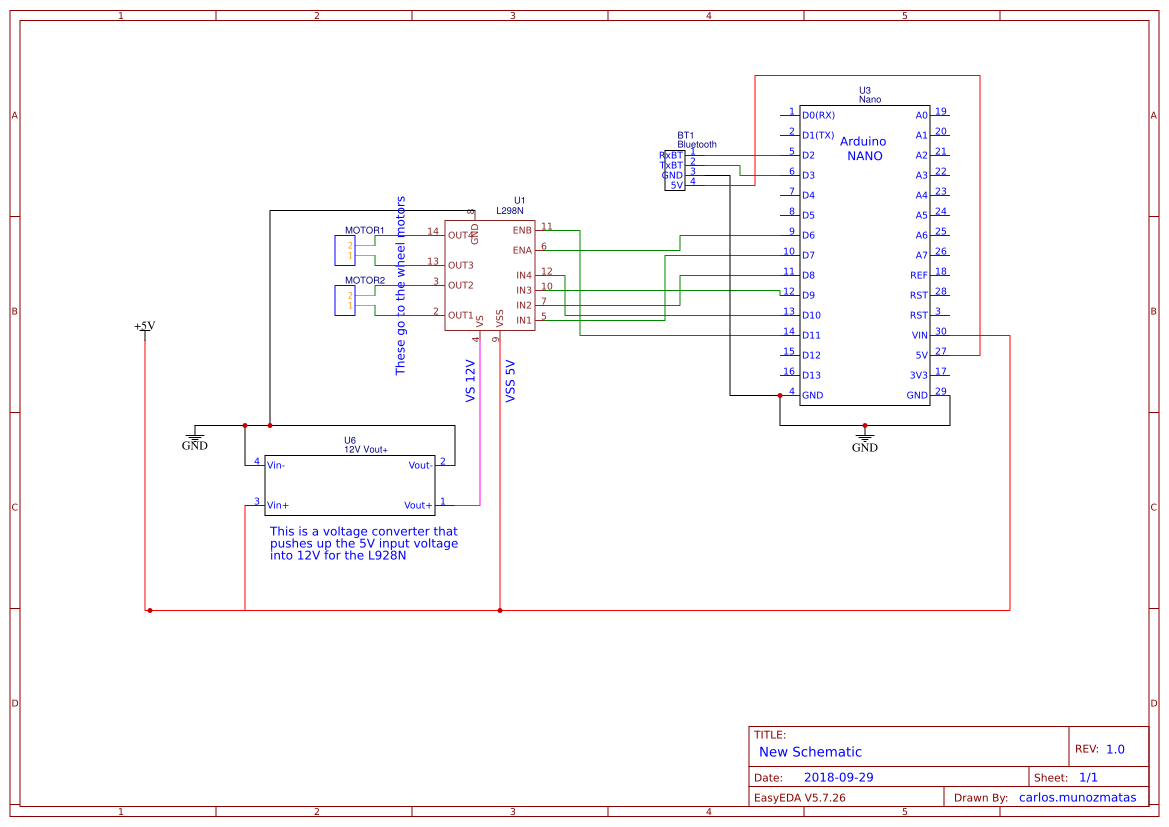 1 2 3 4 5
A A
B B
C C
D D
U3
Nano
Arduino
NANO
1 D0(RX) A0 19
2 D1(TX) A1 20
5 D2 A2 21
6 D3 A3 22
7 D4 A4 23
8 D5 A5 24
9 D6 A6 25
10 D7 A7 26
11 D8 REF 18
12 D9 RST 28
13 D10 RST 3
14 D11 VIN 30
15 D12 5V 27
16 D13 3V3 17
4 GND GND 29
GND
BT1
Bluetooth
RxBT 1
TxBT 2
GND 3
5V 4
U1
L298N
8
GND
14 OUT4
13 OUT3
3 OUT2
2 OUT1
ENB 11
ENA 6
IN4 12
IN3 10
IN2 7
IN1 5
VS
VSS
4
9
VS 12V
VSS 5V
MOTOR1
2
1
MOTOR2
2
1
These go to the wheel motors
+5V
GND
U6
12V Vout+
4 Vin- Vout- 2
3 Vin+ Vout+ 1
This is a voltage converter that
pushes up the 5V input voltage
into 12V for the L928N
TITLE:
New Schematic
REV: 1.0
Date: 2018-09-29
Sheet: 1/1
EasyEDA V5.7.26
Drawn By: carlos.munozmatas
1 2 3 4 5